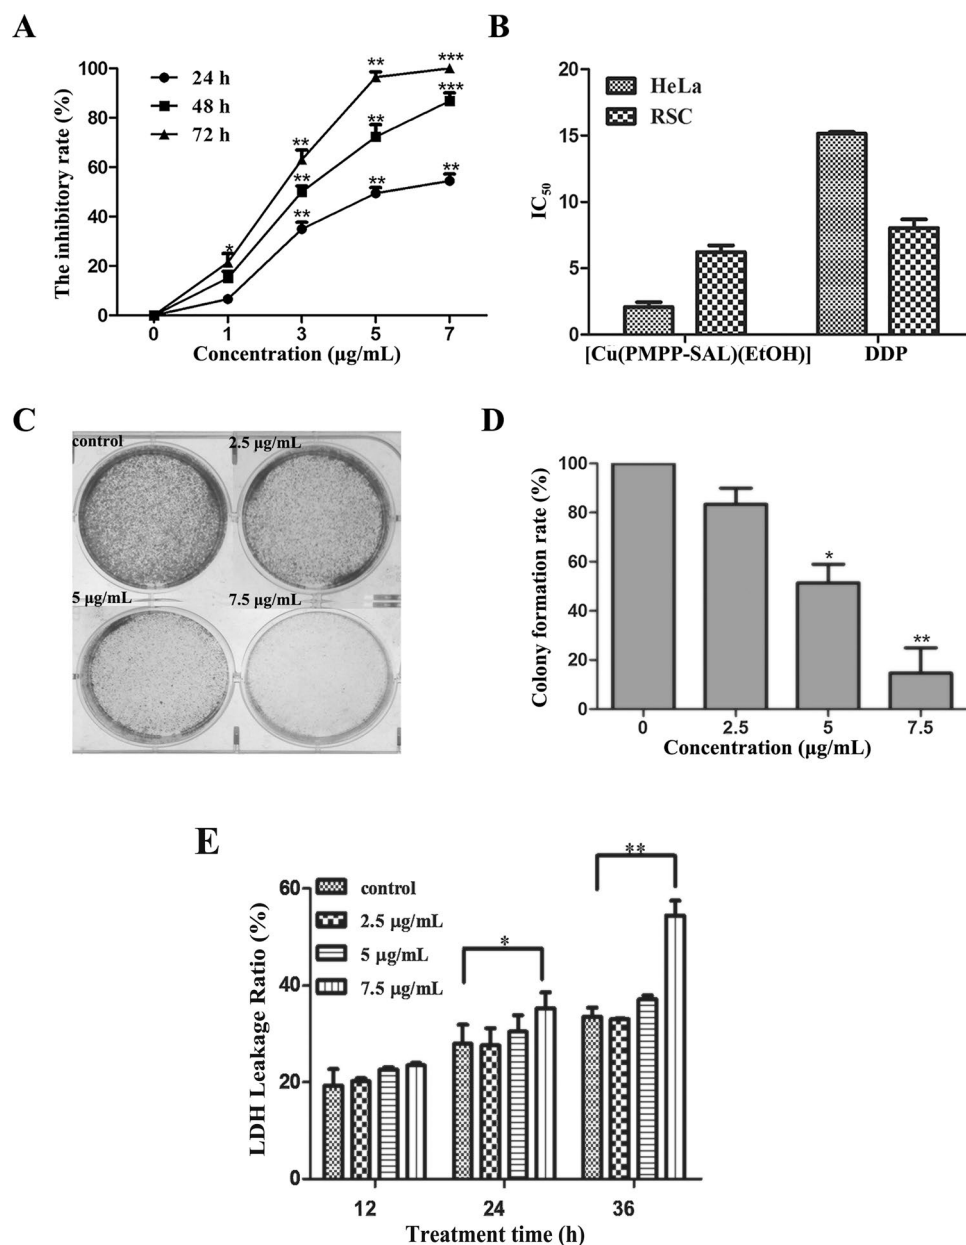 A
The inhibitory rate (%)
100
80
60
40
20
0
24 h
48 h
72 h
*
**
**
**
**
**
**
***
***
**
0 1 3 5 7
Concentration (μg/mL)
B
IC50
20
15
10
5
0
HeLa
RSC
[Cu(PMPP-SAL)(EtOH)] DDP
C
control 2.5 μg/mL
5 μg/mL 7.5 μg/mL
D
Colony formation rate (%)
100
80
60
40
20
0
*
**
0 2.5 5 7.5
Concentration (μg/mL)
E
LDH Leakage Ratio (%)
60
40
20
0
control
2.5 μg/mL
5 μg/mL
7.5 μg/mL
*
**
12 24 36
Treatment time (h)